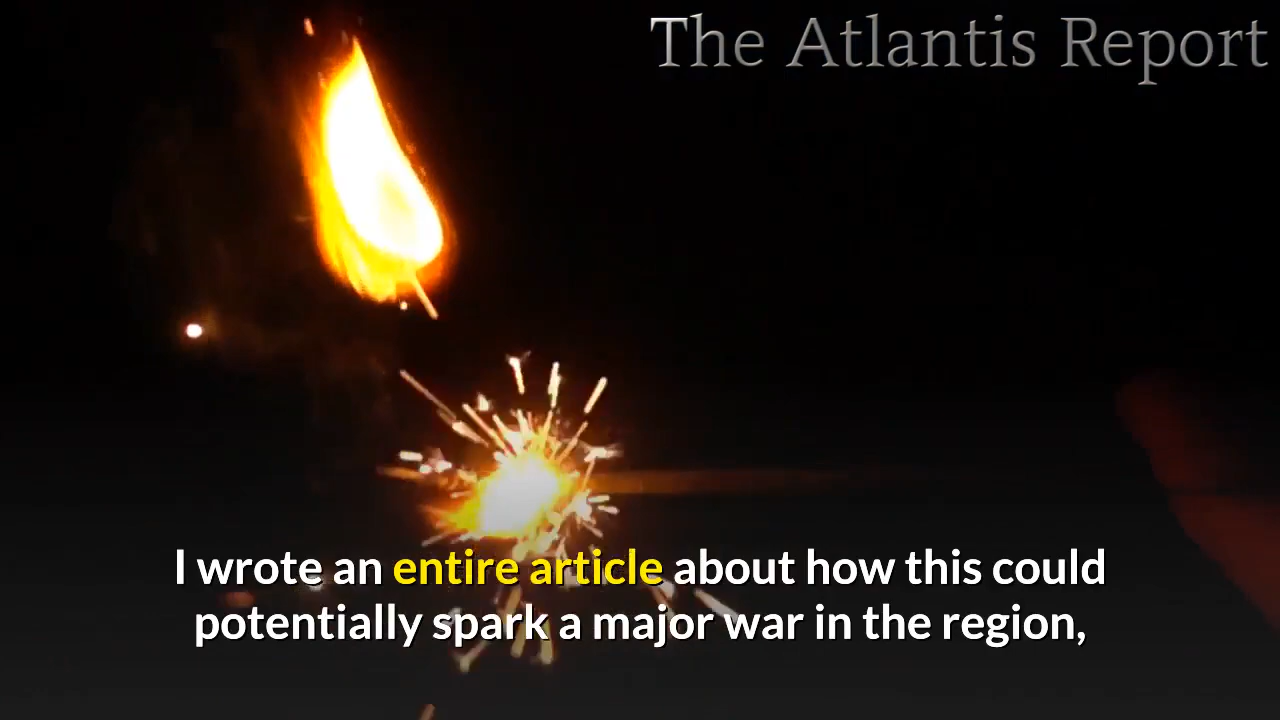 The Atlantis Report
I wrote an entire article about how this could
potentially spark a major war in the region,